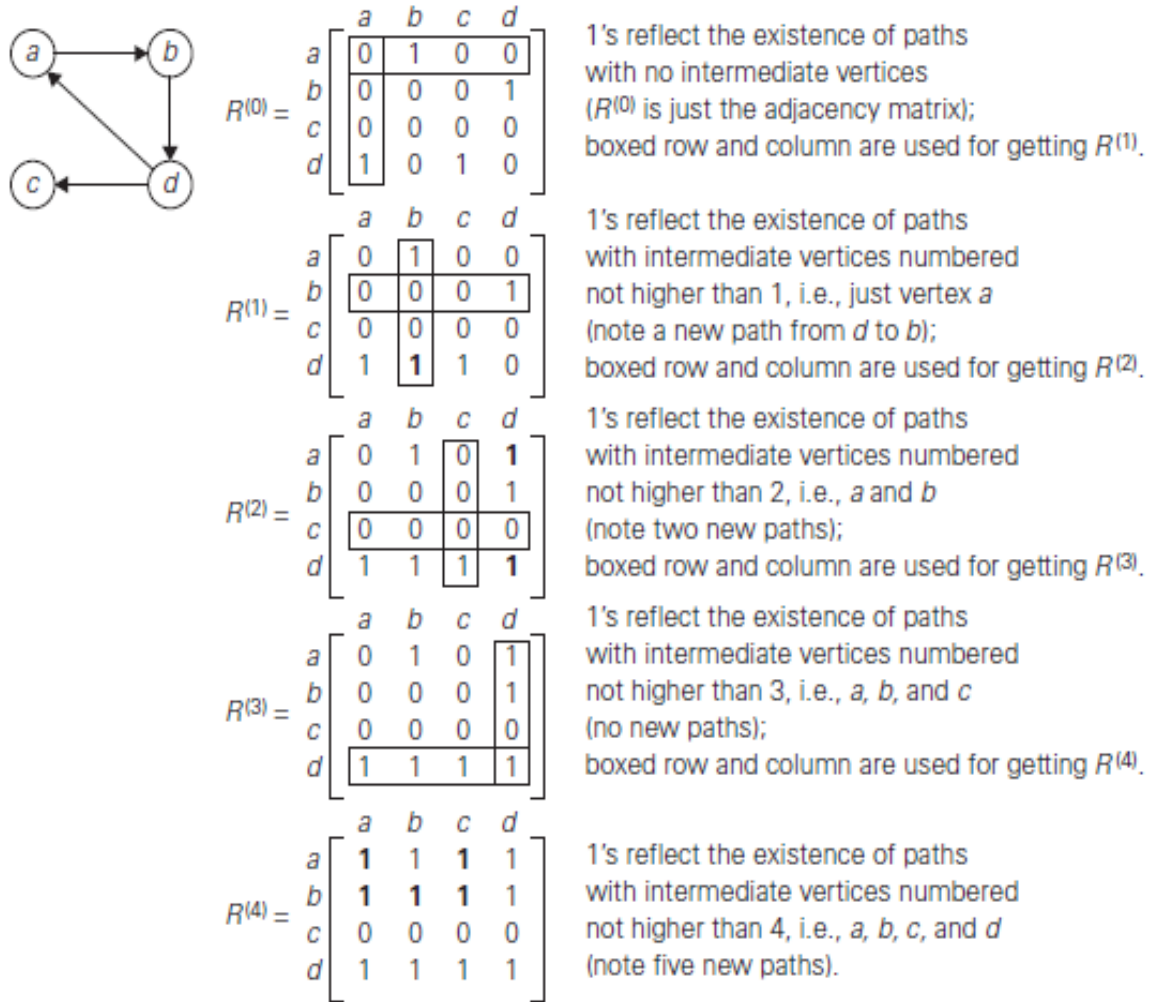 a b
c d
a b c d
R(0) = a 0 1 0 0
b 0 0 0 1
c 0 0 0 0
d 1 0 1 0
1's reflect the existence of paths
with no intermediate vertices
(R(0) is just the adjacency matrix);
boxed row and column are used for getting R(1).
a b c d
R(1) = a 0 1 0 0
b 0 0 0 1
c 0 0 0 0
d 1 1 1 0
1's reflect the existence of paths
with intermediate vertices numbered
not higher than 1, i.e., just vertex a
(note a new path from d to b);
boxed row and column are used for getting R(2).
a b c d
R(2) = a 0 1 0 1
b 0 0 0 1
c 0 0 0 0
d 1 1 1 1
1's reflect the existence of paths
with intermediate vertices numbered
not higher than 2, i.e., a and b
(note two new paths);
boxed row and column are used for getting R(3).
a b c d
R(3) = a 0 1 0 1
b 0 0 0 1
c 0 0 0 0
d 1 1 1 1
1's reflect the existence of paths
with intermediate vertices numbered
not higher than 3, i.e., a, b, and c
(no new paths);
boxed row and column are used for getting R(4).
a b c d
R(4) = a 1 1 1 1
b 1 1 1 1
c 0 0 0 0
d 1 1 1 1
1's reflect the existence of paths
with intermediate vertices numbered
not higher than 4, i.e., a, b, c, and d
(note five new paths).